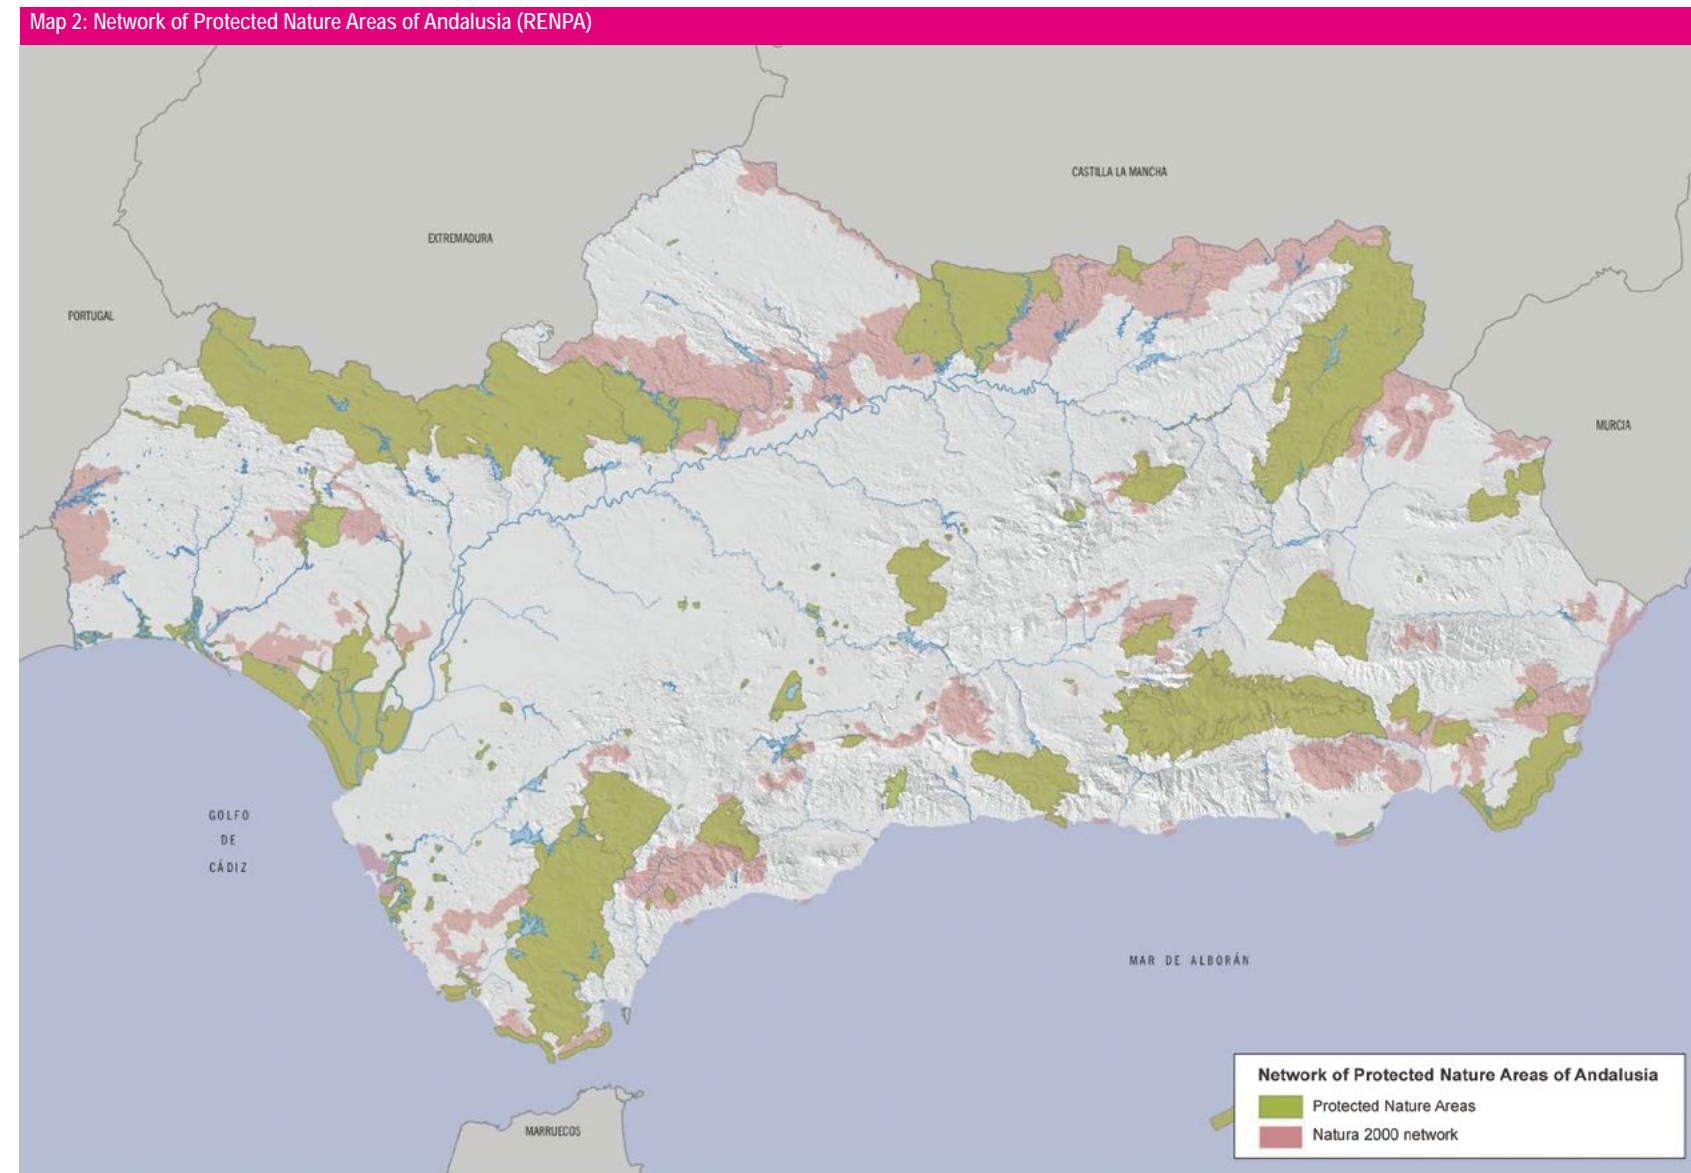 Map 2: Network of Protected Nature Areas of Andalusia (RENPA)
CASTILLA LA MANCHA
EXTREMADURA
PORTUGAL
MURCIA
GOLFO
DE
CÁDIZ
MAR DE ALBORÁN
MARRUECOS
Network of Protected Nature Areas of Andalusia
Protected Nature Areas
Natura 2000 network